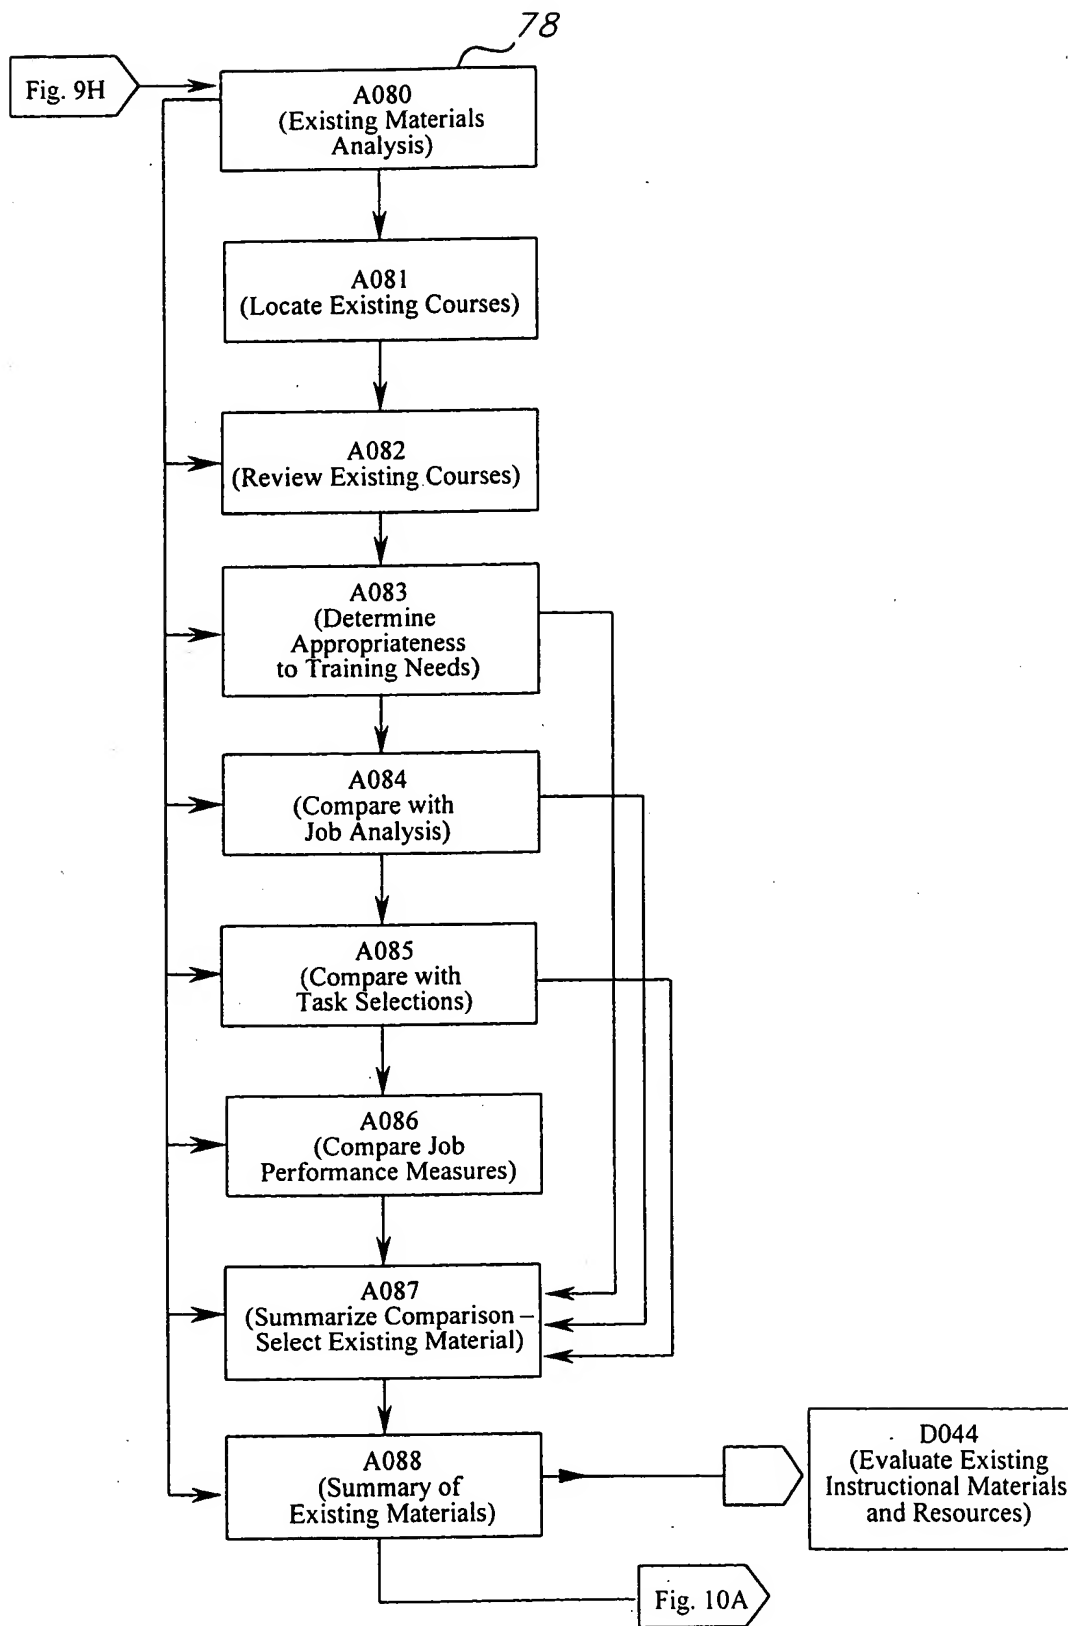 78
Fig. 9H
A080
(Existing Materials
Analysis)
A081
(Locate Existing Courses)
A082
(Review Existing Courses)
A083
(Determine
Appropriateness
to Training Needs)
A084
(Compare with
Job Analysis)
A085
(Compare with
Task Selections)
A086
(Compare Job
Performance Measures)
A087
(Summarize Comparison –
Select Existing Material)
A088
(Summary of
Existing Materials)
D044
(Evaluate Existing
Instructional Materials
and Resources)
Fig. 10A